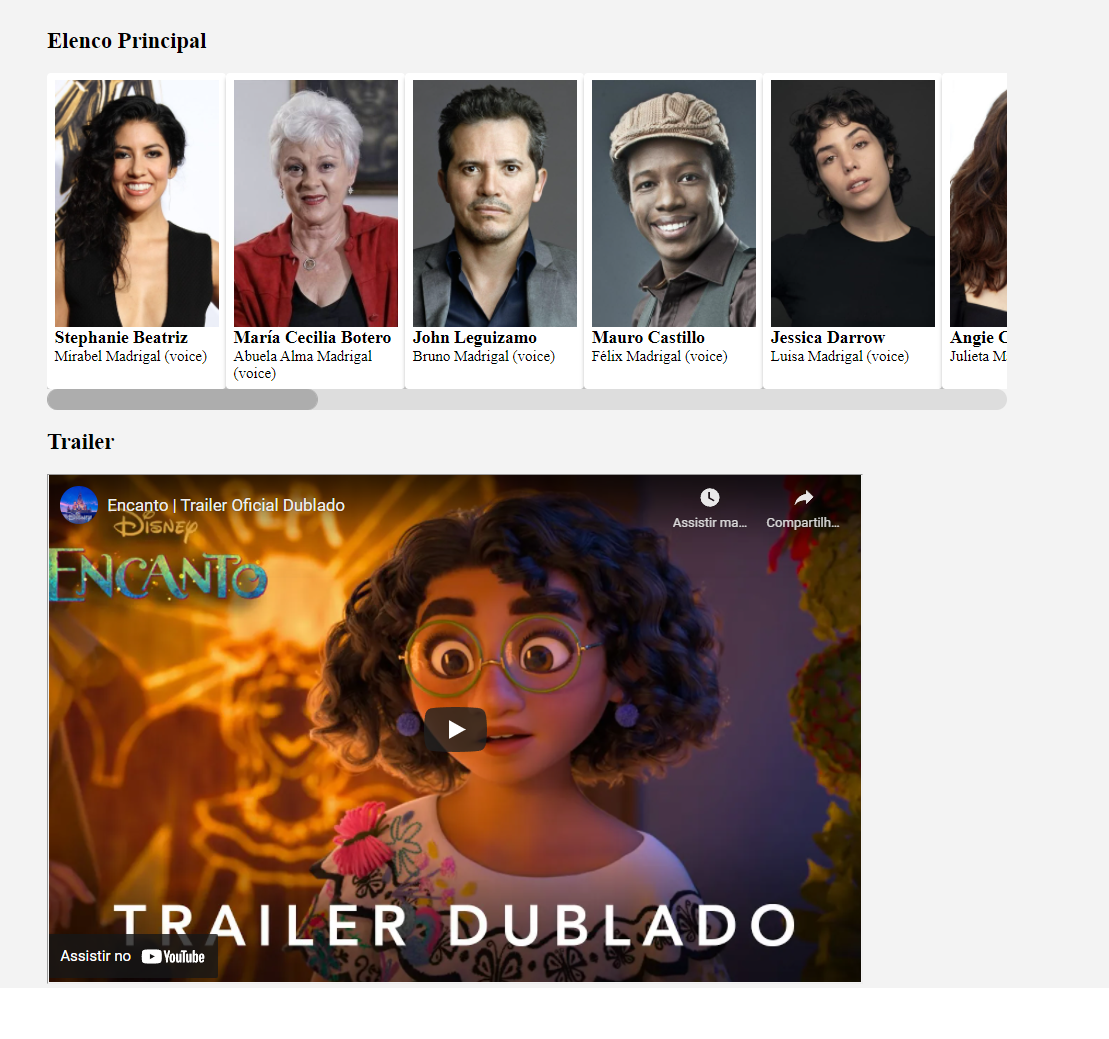 Elenco Principal
Stephanie Beatriz
Mirabel Madrigal (voice)
María Cecilia Botero
Abuela Alma Madrigal
(voice)
John Leguizamo
Bruno Madrigal (voice)
Mauro Castillo
Félix Madrigal (voice)
Jessica Darrow
Luisa Madrigal (voice)
Angie C
Julieta M
Trailer
Encanto | Trailer Oficial Dublado
Assistir ma...
Compartilh...
DISNEY
ENCANTO
TRAILER DUBLADO
Assistir no YouTube